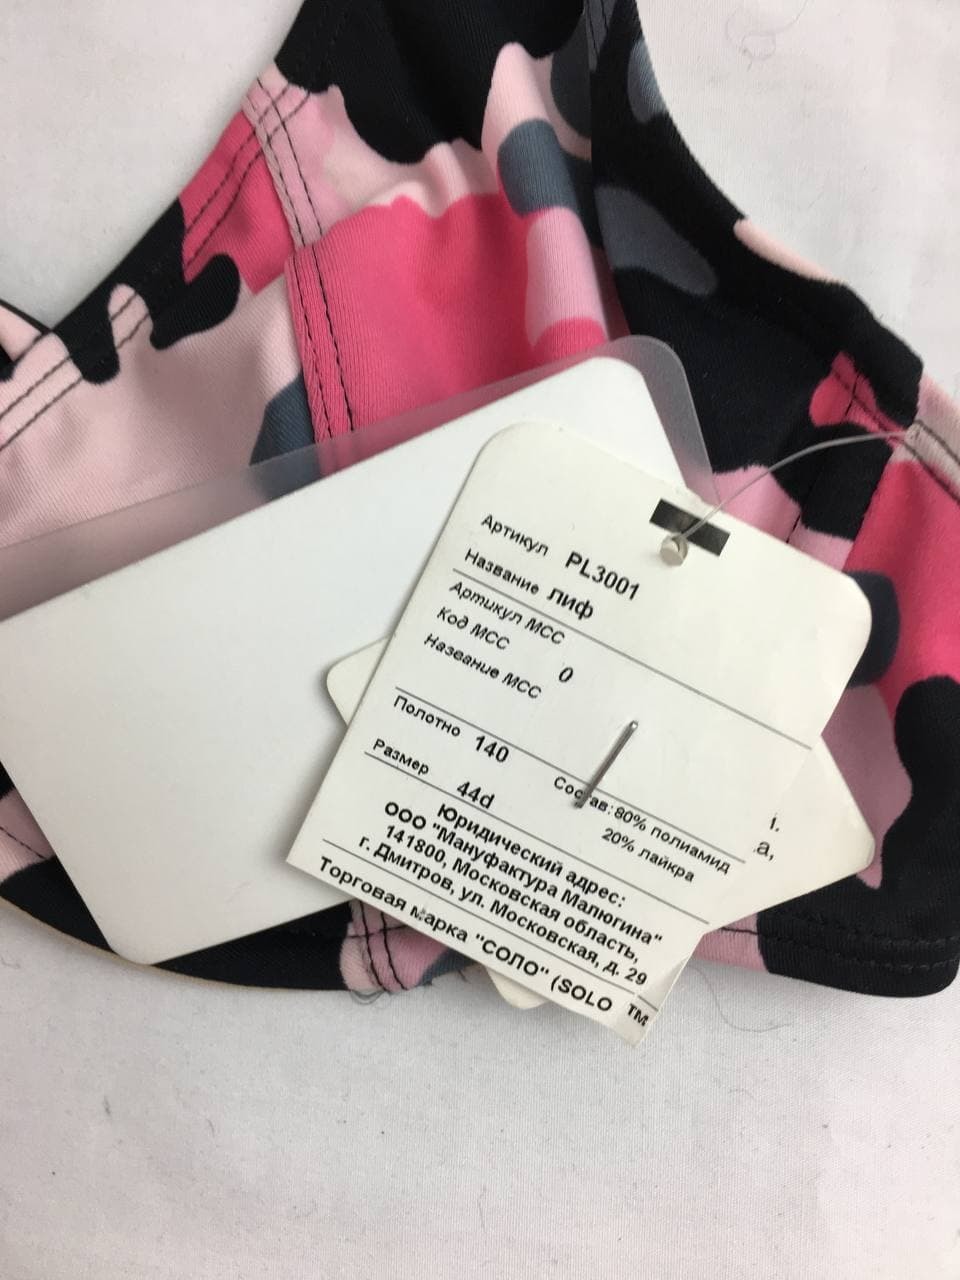 Артикул PL3001
Название лиф
Артикул МСС
Код МСС 0
Название МСС
Полотно 140
Состав: 80% полиамид
20% лайкра
Размер 44d
Юридический адрес:
ООО "Мануфактура Малюгина"
141800, Московская область,
г. Дмитров, ул. Московская, д. 29
Торговая марка "СОЛО" (SOLO TM